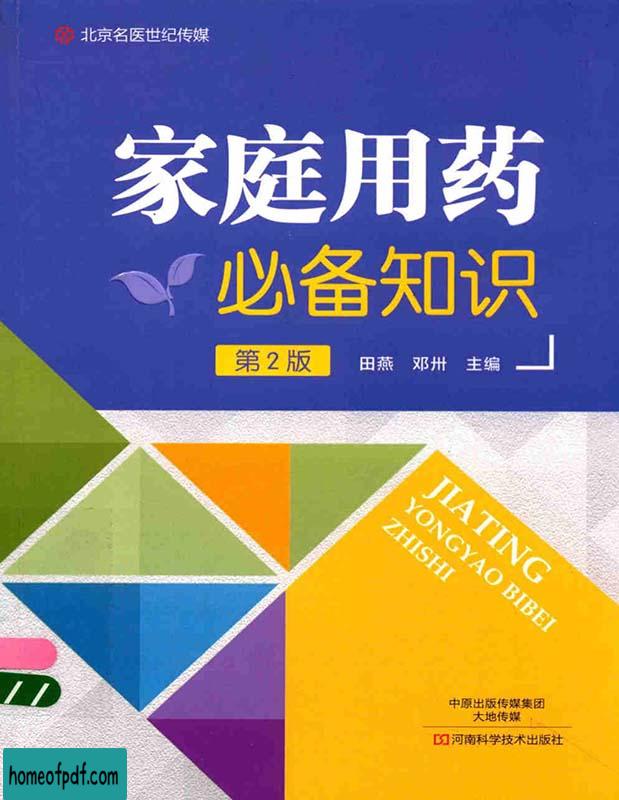 北京名医世纪传媒
家庭用药
必备知识
第2版
田燕 邓卅 主编
JIATING
YONGYAO BIBEI
ZHISHI
中原出版传媒集团
大地传媒
河南科学技术出版社
homeofpdf.com